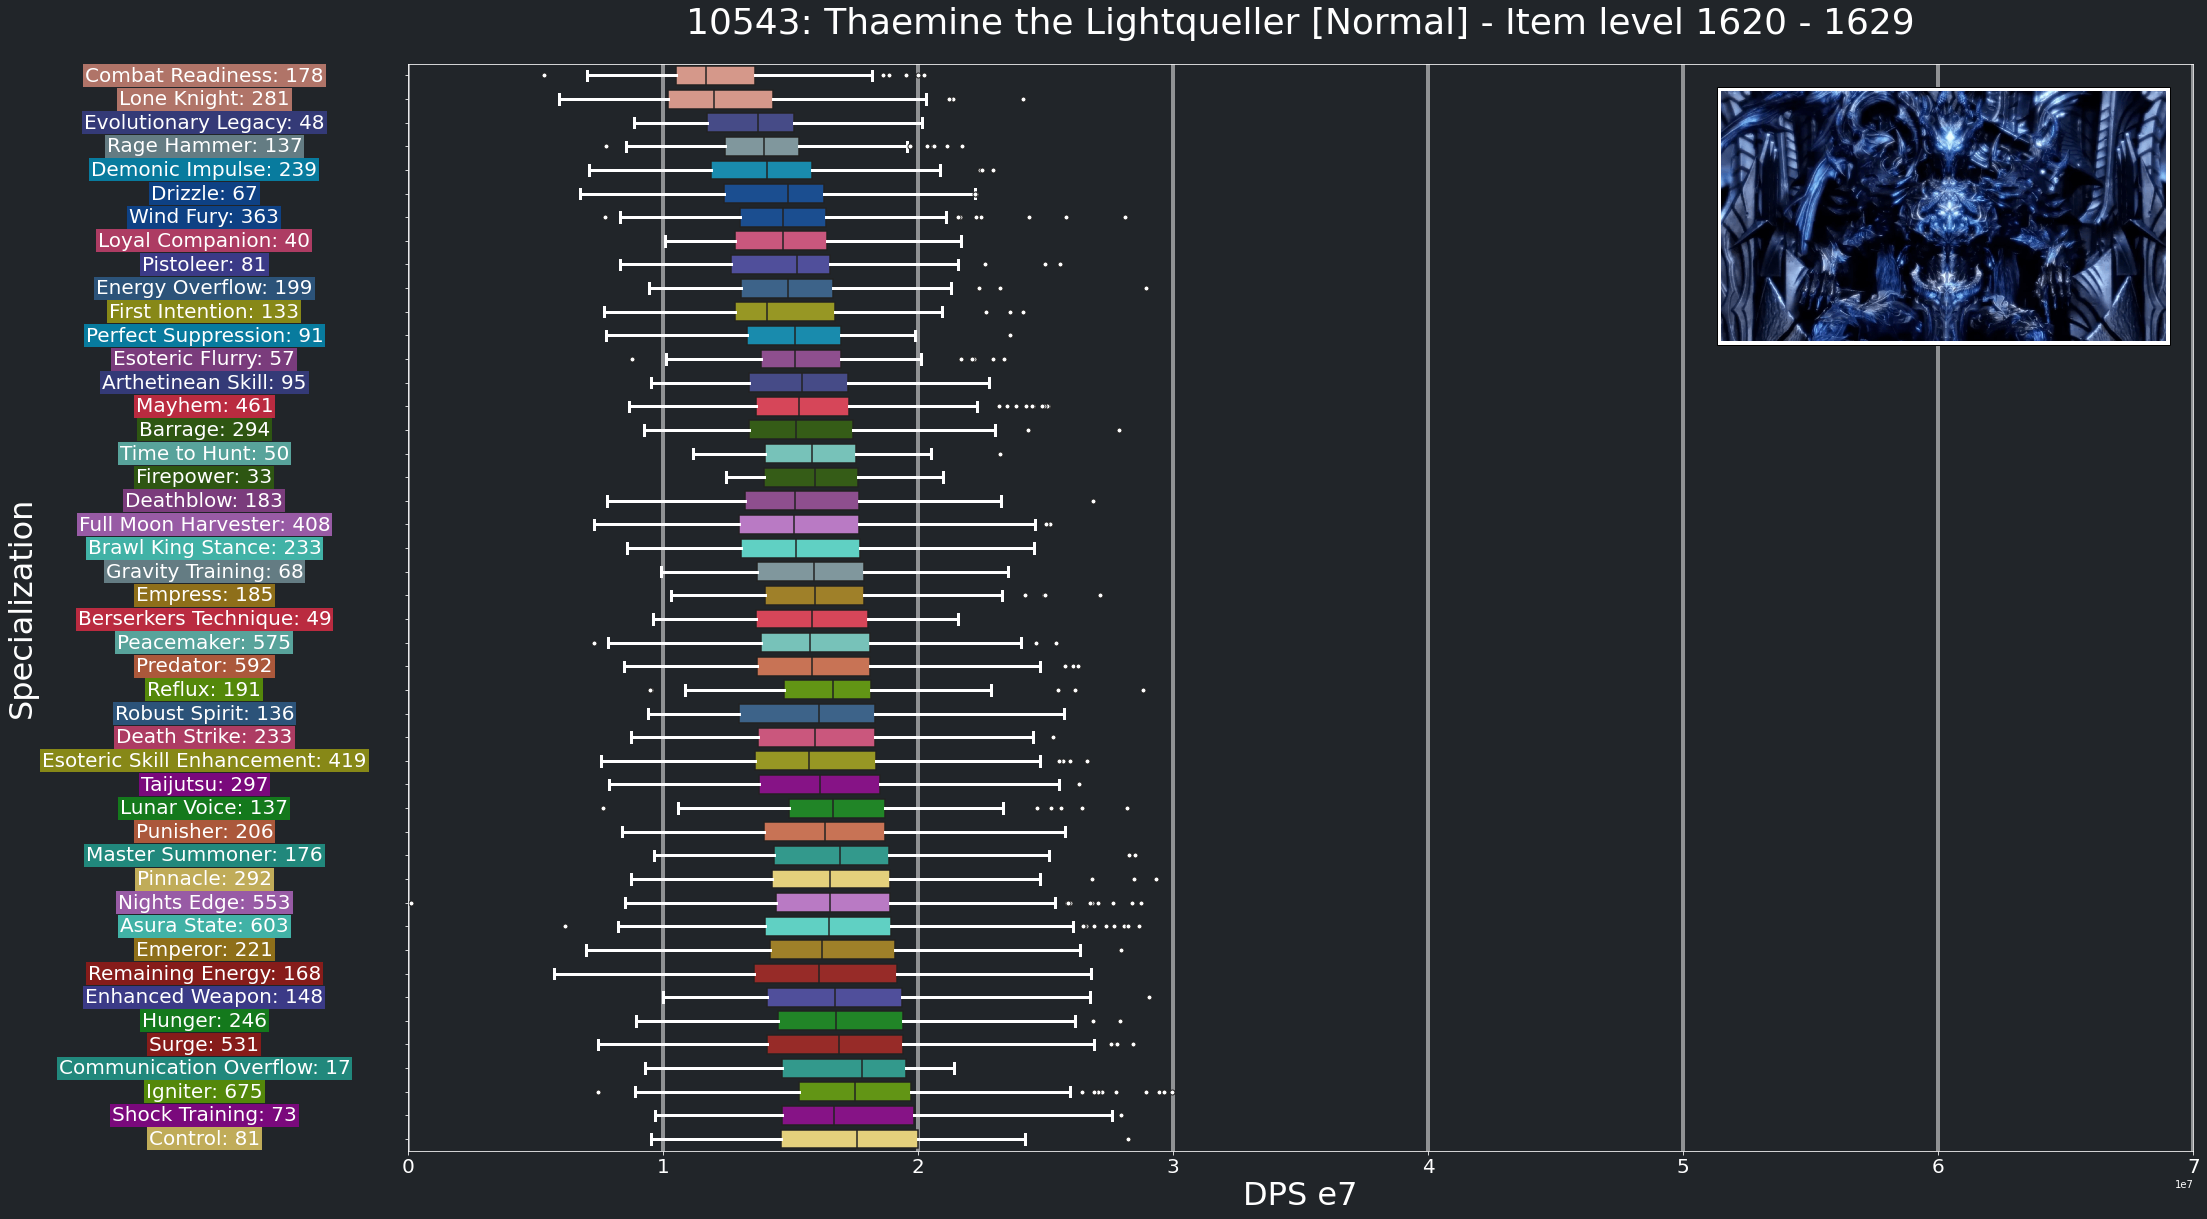 10543: Thaemine the Lightqueller [Normal] - Item level 1620 - 1629
Combat Readiness: 178
Lone Knight: 281
Evolutionary Legacy: 48
Rage Hammer: 137
Demonic Impulse: 239
Drizzle: 67
Wind Fury: 363
Loyal Companion: 40
Pistoleer: 81
Energy Overflow: 199
First Intention: 133
Perfect Suppression: 91
Esoteric Flurry: 57
Arthetinean Skill: 95
Mayhem: 461
Barrage: 294
Time to Hunt: 50
Firepower: 33
Deathblow: 183
Full Moon Harvester: 408
Brawl King Stance: 233
Gravity Training: 68
Empress: 185
Berserkers Technique: 49
Peacemaker: 575
Predator: 592
Reflux: 191
Robust Spirit: 136
Death Strike: 233
Esoteric Skill Enhancement: 419
Taijutsu: 297
Lunar Voice: 137
Punisher: 206
Master Summoner: 176
Pinnacle: 292
Nights Edge: 553
Asura State: 603
Emperor: 221
Remaining Energy: 168
Enhanced Weapon: 148
Hunger: 246
Surge: 531
Communication Overflow: 17
Igniter: 675
Shock Training: 73
Control: 81
Specialization
0 1 2 3 4 5 6 7
1e7
DPS e7